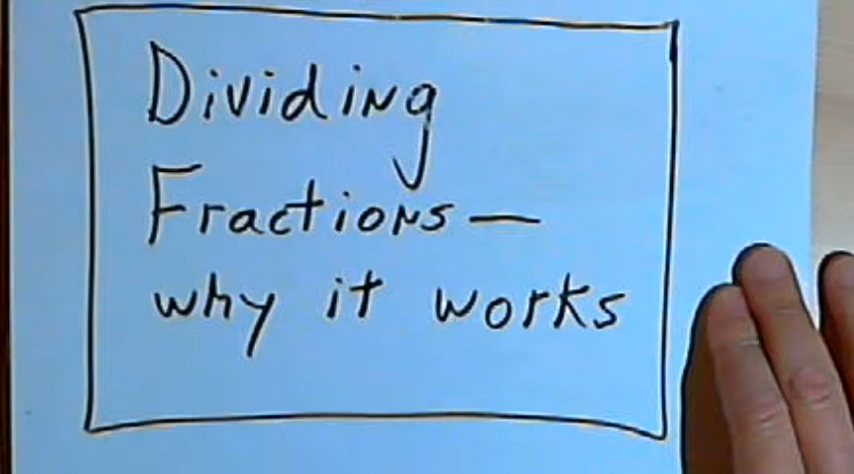 Dividing
Fractions —
why it works